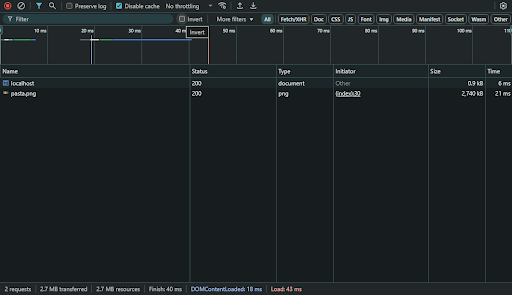 Preserve log Disable cache No throttling
Filter Invert More filters All Fetch/XHR Doc CSS JS Font Img Media Manifest Socket Wasm Other
Invert
10 ms 20 ms 30 ms 40 ms 50 ms 60 ms 70 ms 80 ms 90 ms 100 ms 110
Name Status Type Initiator Size Time
localhost 200 document Other 0.9 kB 6 ms
pasta.png 200 png (index):30 2,740 kB 21 ms
2 requests 2.7 MB transferred 2.7 MB resources Finish: 40 ms DOMContentLoaded: 18 ms Load: 43 ms